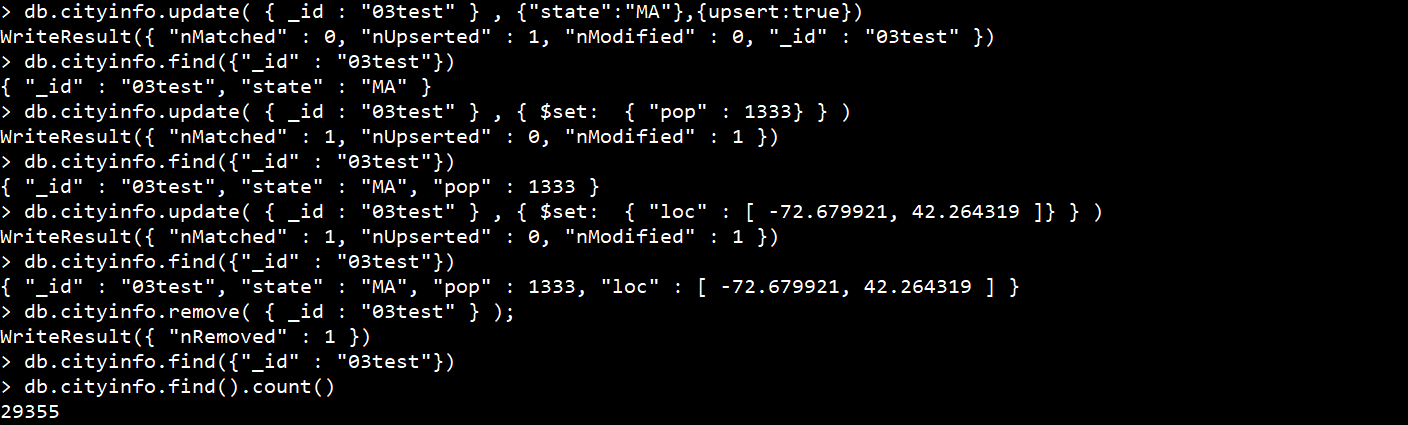 > db.cityinfo.update( { _id : "03test" } , {"state":"MA"},{upsert:true})
WriteResult({ "nMatched" : 0, "nUpserted" : 1, "nModified" : 0, "_id" : "03test" })
> db.cityinfo.find({"_id" : "03test"})
{ "_id" : "03test", "state" : "MA" }
> db.cityinfo.update( { _id : "03test" } , { $set:  { "pop" : 1333} } )
WriteResult({ "nMatched" : 1, "nUpserted" : 0, "nModified" : 1 })
> db.cityinfo.find({"_id" : "03test"})
{ "_id" : "03test", "state" : "MA", "pop" : 1333 }
> db.cityinfo.update( { _id : "03test" } , { $set:  { "loc" : [ -72.679921, 42.264319 ]} } )
WriteResult({ "nMatched" : 1, "nUpserted" : 0, "nModified" : 1 })
> db.cityinfo.find({"_id" : "03test"})
{ "_id" : "03test", "state" : "MA", "pop" : 1333, "loc" : [ -72.679921, 42.264319 ] }
> db.cityinfo.remove( { _id : "03test" } );
WriteResult({ "nRemoved" : 1 })
> db.cityinfo.find({"_id" : "03test"})
> db.cityinfo.find().count()
29355